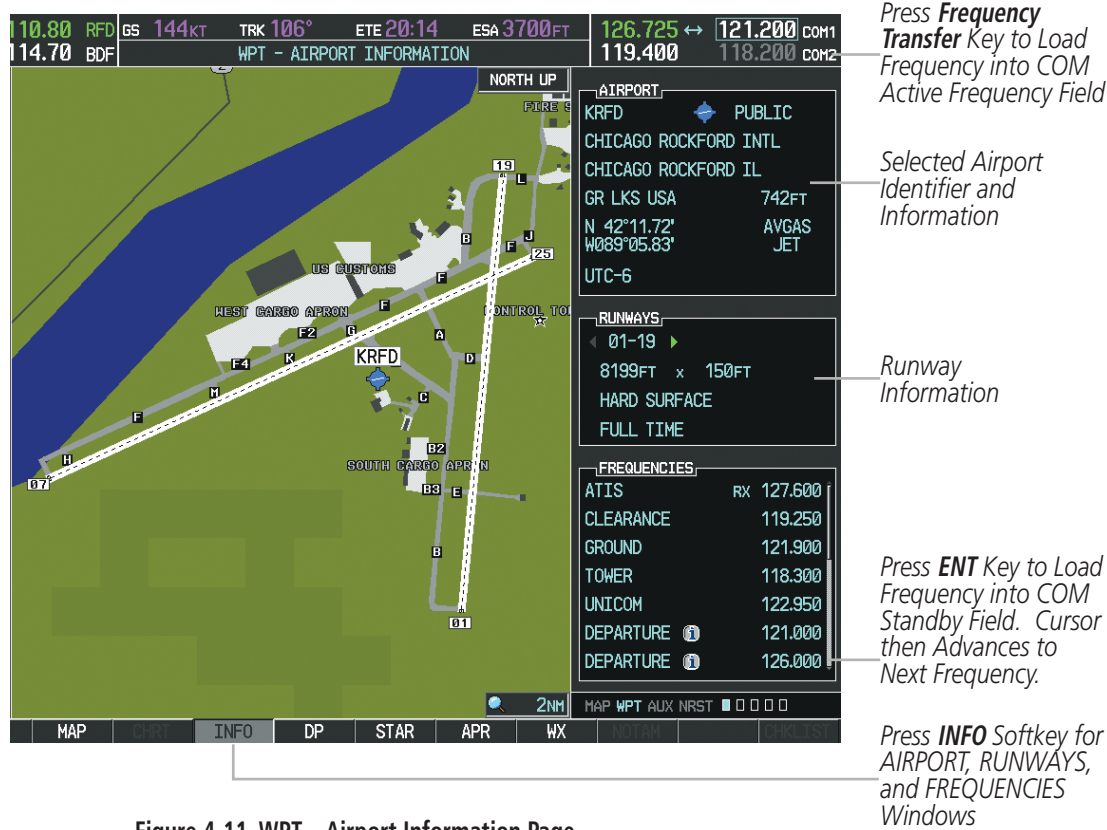 110.80 RFD GS 144KT TRK 106° ETE 20:14 ESA 3700FT 126.725 ↔ 121.200 COM1
114.70 BDF WPT - AIRPORT INFORMATION 119.400 118.200 COM2
Press Frequency
Transfer Key to Load
Frequency into COM
Active Frequency Field
NORTH UP
2
FIRE S
19
L
B
F
J
25
US CUSTOMS
F
WEST CARGO APRON
F
CONTROL TO
F2
G
A
F4
K
KRFD
D
M
C
F
B2
H
SOUTH CARGO APRON
07
B3
E
B
01
2NM
AIRPORT
KRFD PUBLIC
CHICAGO ROCKFORD INTL
CHICAGO ROCKFORD IL
GR LKS USA 742FT
N 42°11.72' AVGAS
W089°05.83' JET
UTC-6
Selected Airport
Identifier and
Information
RUNWAYS
01-19
8199FT x 150FT
HARD SURFACE
FULL TIME
Runway
Information
FREQUENCIES
ATIS RX 127.600
CLEARANCE 119.250
GROUND 121.900
TOWER 118.300
UNICOM 122.950
DEPARTURE i 121.000
DEPARTURE i 126.000
Press ENT Key to Load
Frequency into COM
Standby Field. Cursor
then Advances to
Next Frequency.
MAP WPT AUX NRST
MAP CHRT INFO DP STAR APR WX NOTAM CHKLIST
Press INFO Softkey for
AIRPORT, RUNWAYS,
and FREQUENCIES
Windows
Figure 4-11 WPT – Airport Information Page